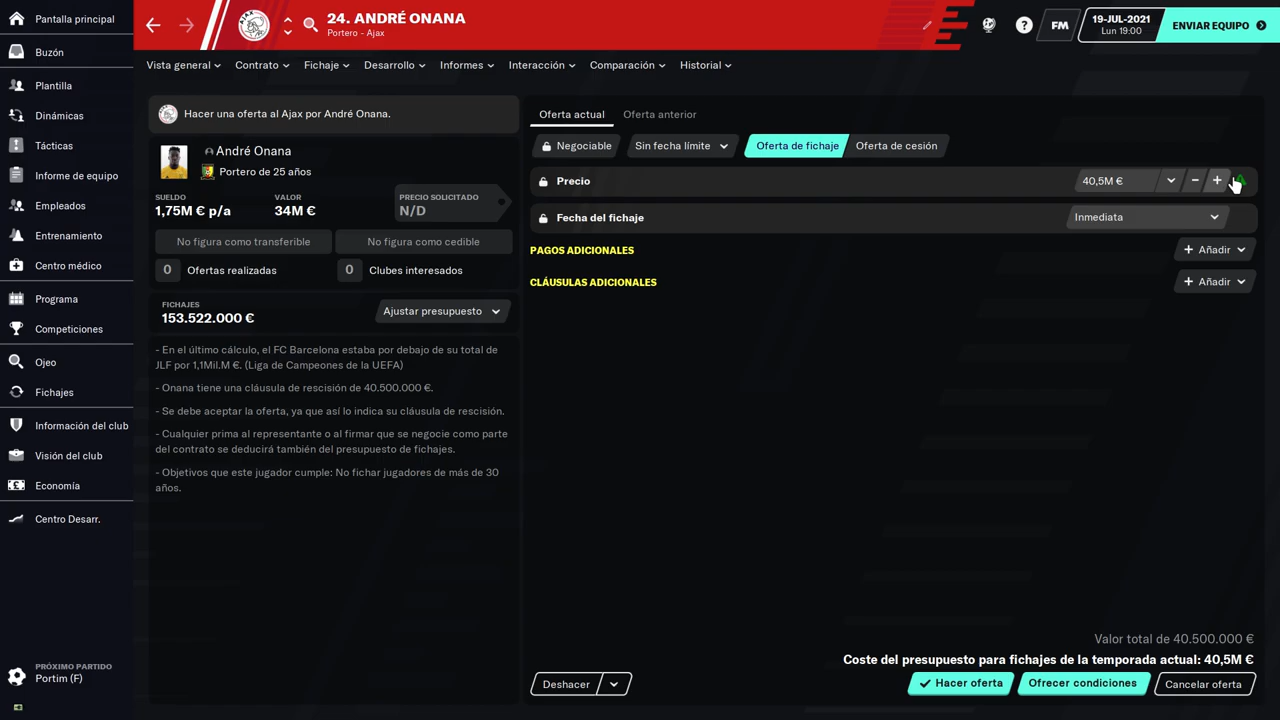 Pantalla principal
Buzón
Plantilla
Dinámicas
Tácticas
Informe de equipo
Empleados
Entrenamiento
Centro médico
Programa
Competiciones
Ojeo
Fichajes
Información del club
Visión del club
Economía
Centro Desarr.
PRÓXIMO PARTIDO
Portim (F)
24. ANDRÉ ONANA
Portero - Ajax
FM
19-JUL-2021
Lun 19:00
ENVIAR EQUIPO
Vista general
Contrato
Fichaje
Desarrollo
Informes
Interacción
Comparación
Historial
Hacer una oferta al Ajax por André Onana.
André Onana
Portero de 25 años
SUELDO
1,75M € p/a
VALOR
34M €
PRECIO SOLICITADO
N/D
No figura como transferible
No figura como cedible
0 Ofertas realizadas
0 Clubes interesados
FICHAJES
153.522.000 €
Ajustar presupuesto
- En el último cálculo, el FC Barcelona estaba por debajo de su total de
JLF por 1,1Mil.M €. (Liga de Campeones de la UEFA)
- Onana tiene una cláusula de rescisión de 40.500.000 €.
- Se debe aceptar la oferta, ya que así lo indica su cláusula de rescisión.
- Cualquier prima al representante o al firmar que se negocie como parte
del contrato se deducirá también del presupuesto de fichajes.
- Objetivos que este jugador cumple: No fichar jugadores de más de 30
años.
Oferta actual
Oferta anterior
Negociable
Sin fecha límite
Oferta de fichaje
Oferta de cesión
Precio
40,5M €
Fecha del fichaje
Inmediata
PAGOS ADICIONALES
+ Añadir
CLÁUSULAS ADICIONALES
+ Añadir
Valor total de 40.500.000 €
Coste del presupuesto para fichajes de la temporada actual: 40,5M €
Deshacer
Hacer oferta
Ofrecer condiciones
Cancelar oferta